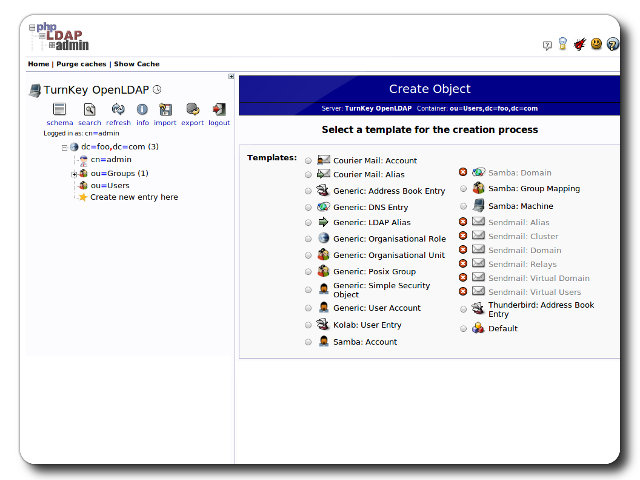 php
LDAP
admin
Home | Purge caches | Show Cache
TurnKey OpenLDAP
schema search refresh info import export logout
Logged in as: cn=admin
dc=foo,dc=com (3)
cn=admin
ou=Groups (1)
ou=Users
Create new entry here
Create Object
Server: TurnKey OpenLDAP Container: ou=Users,dc=foo,dc=com
Select a template for the creation process
Templates:
Courier Mail: Account
Courier Mail: Alias
Generic: Address Book Entry
Generic: DNS Entry
Generic: LDAP Alias
Generic: Organisational Role
Generic: Organisational Unit
Generic: Posix Group
Generic: Simple Security
Object
Generic: User Account
Kolab: User Entry
Samba: Account
Samba: Domain
Samba: Group Mapping
Samba: Machine
Sendmail: Alias
Sendmail: Cluster
Sendmail: Domain
Sendmail: Relays
Sendmail: Virtual Domain
Sendmail: Virtual Users
Thunderbird: Address Book
Entry
Default